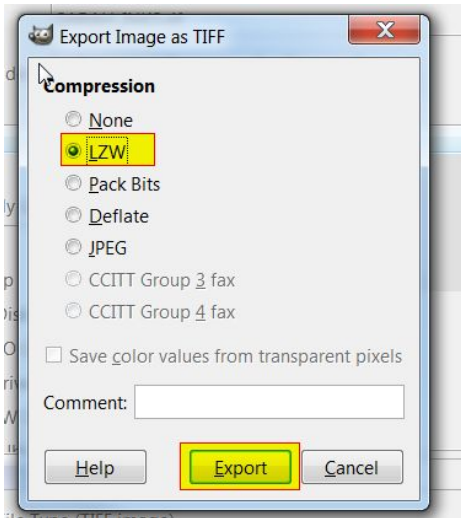 Export Image as TIFF
Compression
None
LZW
Pack Bits
Deflate
JPEG
CCITT Group 3 fax
CCITT Group 4 fax
Save color values from transparent pixels
Comment:
Help Export Cancel